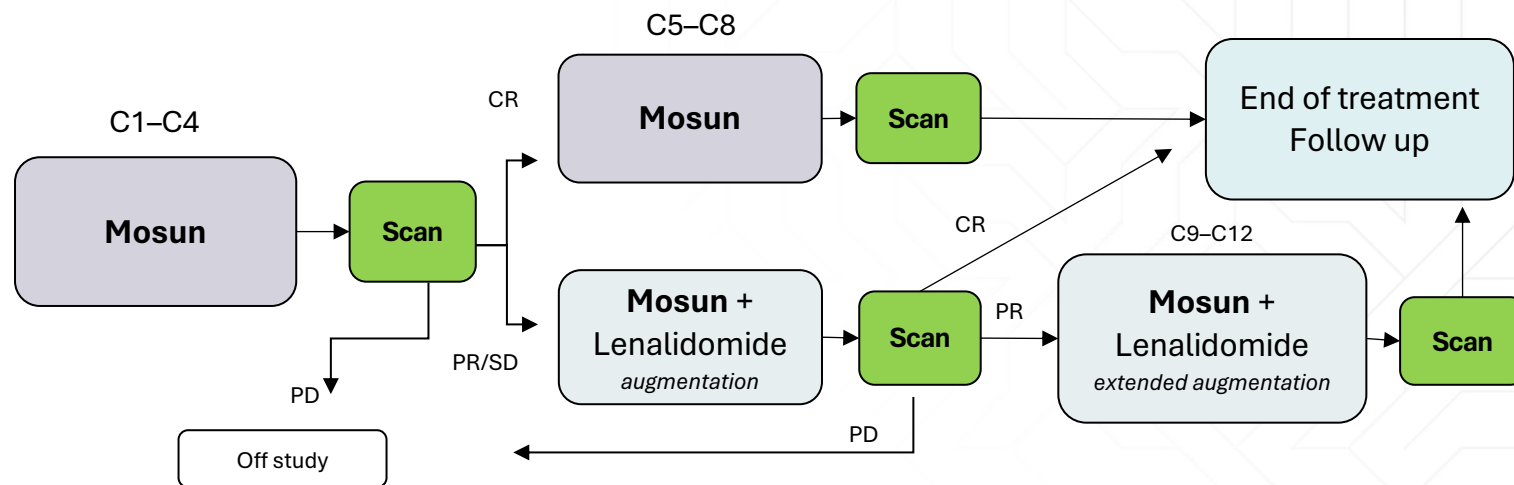 C1–C4
Mosun
Scan
PD
Off study
CR
PR/SD
C5–C8
Mosun
Scan
Mosun +
Lenalidomide
augmentation
Scan
CR
PR
PD
C9–C12
Mosun +
Lenalidomide
extended augmentation
Scan
End of treatment
Follow up